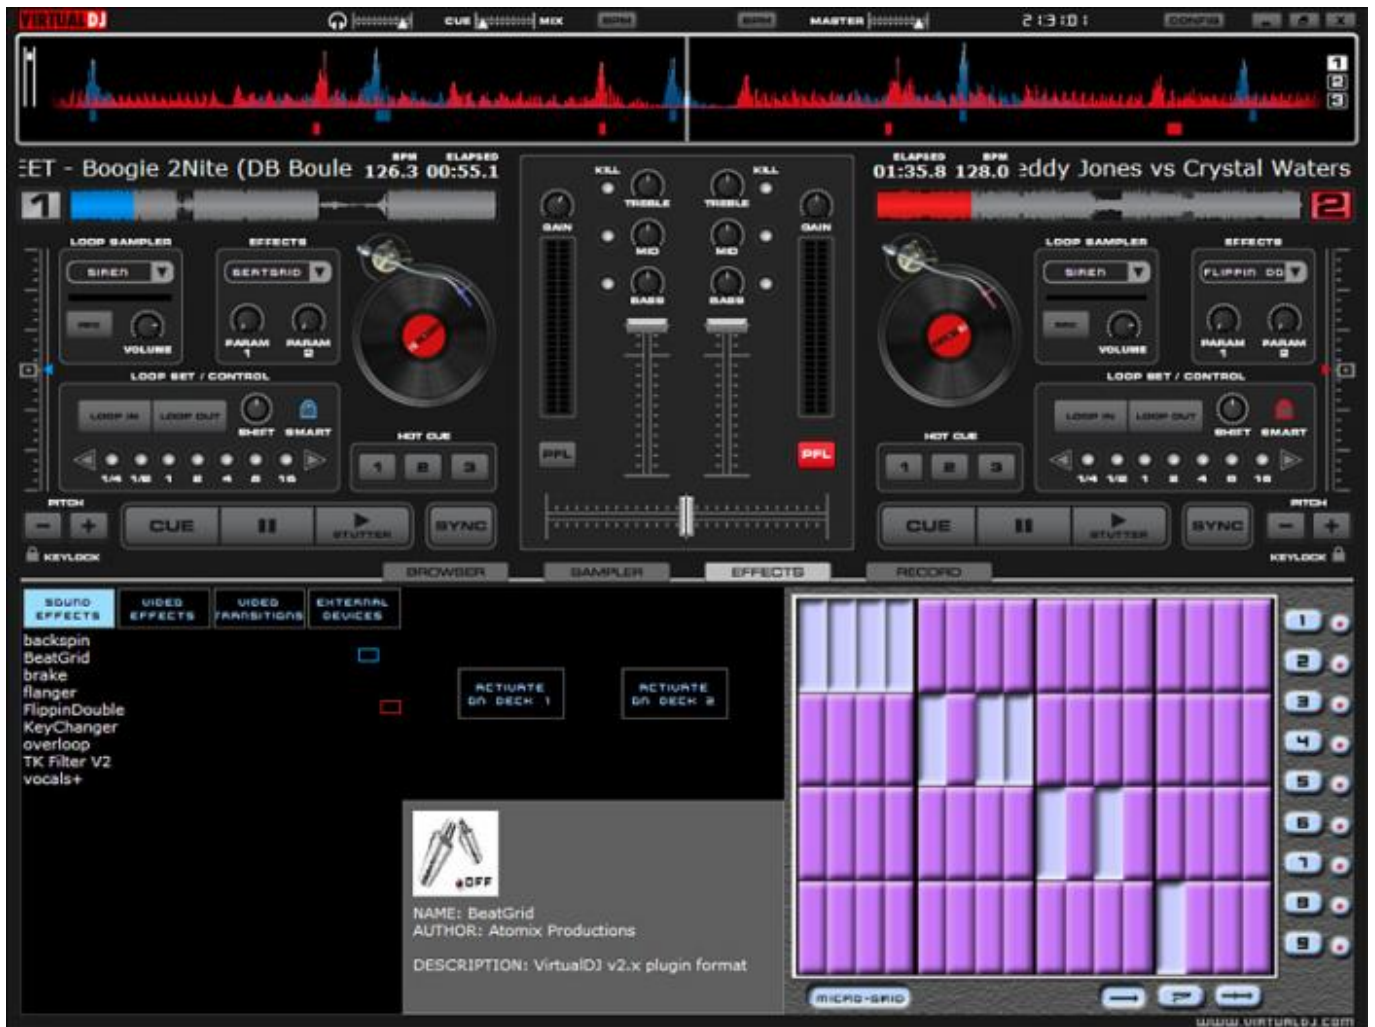 VIRTUAL DJ CUE MIX BPM BPM MASTER 21:31:01 CONFIG X
1
2
3
EET - Boogie 2Nite (DB Boule BPM 126.3 ELAPSED 00:55.1
ELAPSED 01:35.8 BPM 128.0 eddy Jones vs Crystal Waters
1
2
KILL TREBLE TREBLE KILL
GAIN GAIN
MID MID
BASS BASS
PFL PFL
LOOP SAMPLER EFFECTS
SIREN BEATGRID
REC VOLUME PARAM 1 PARAM 2
LOOP SET / CONTROL
LOOP IN LOOP OUT SHIFT SMART
1/4 1/2 1 2 4 8 16
HOT CUE
1 2 3
PITCH
- + CUE STUTTER SYNC
KEYLOCK
LOOP SAMPLER EFFECTS
SIREN FLIPPIN DO
REC VOLUME PARAM 1 PARAM 2
LOOP SET / CONTROL
LOOP IN LOOP OUT SHIFT SMART
1/4 1/2 1 2 4 8 16
HOT CUE
1 2 3
PITCH
CUE STUTTER SYNC - +
KEYLOCK
BROWSER SAMPLER EFFECTS RECORD
SOUND EFFECTS VIDEO EFFECTS VIDEO TRANSITIONS EXTERNAL DEVICES
backspin
BeatGrid
brake
flanger
FlippinDouble
KeyChanger
overloop
TK Filter V2
vocals+
ACTIVATE ON DECK 1 ACTIVATE ON DECK 2
OFF
NAME: BeatGrid
AUTHOR: Atomix Productions
DESCRIPTION: VirtualDJ v2.x plugin format
1
2
3
4
5
6
7
8
9
MICRO-GRID
WWW.VIRTUALDJ.COM